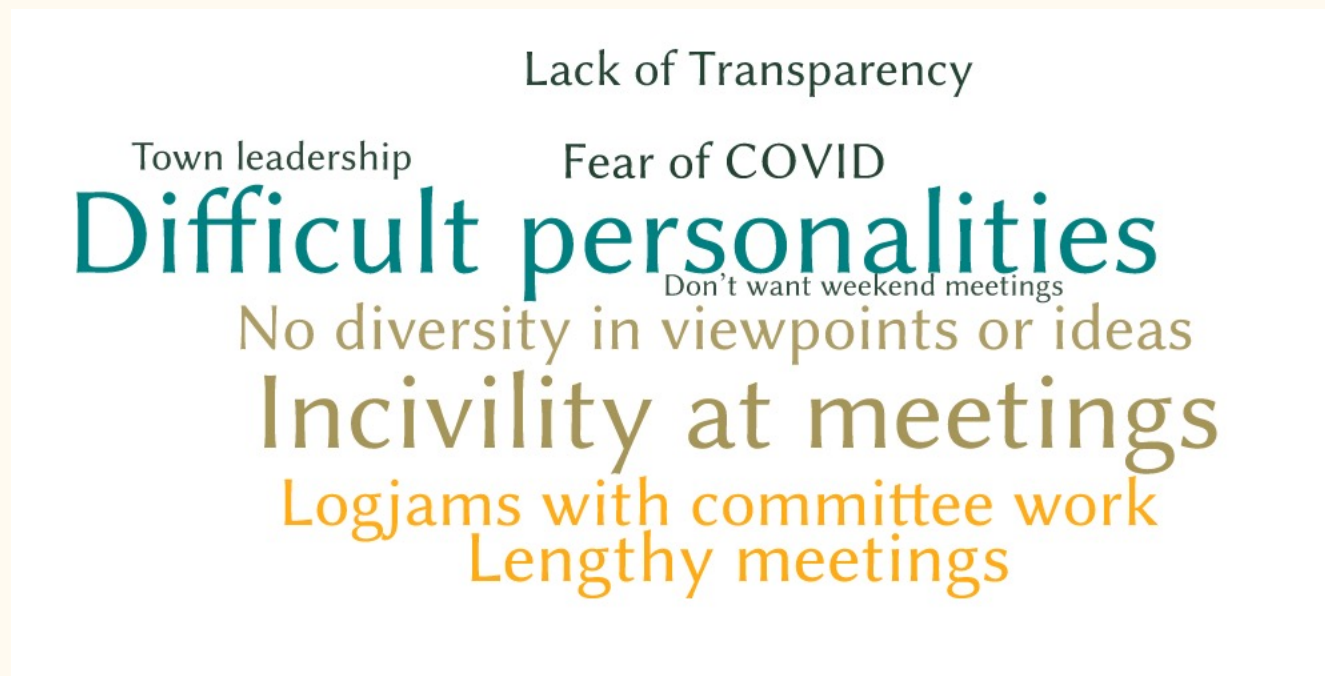 Lack of Transparency
Town leadership
Fear of COVID
Difficult personalities
Don't want weekend meetings
No diversity in viewpoints or ideas
Incivility at meetings
Logjams with committee work
Lengthy meetings